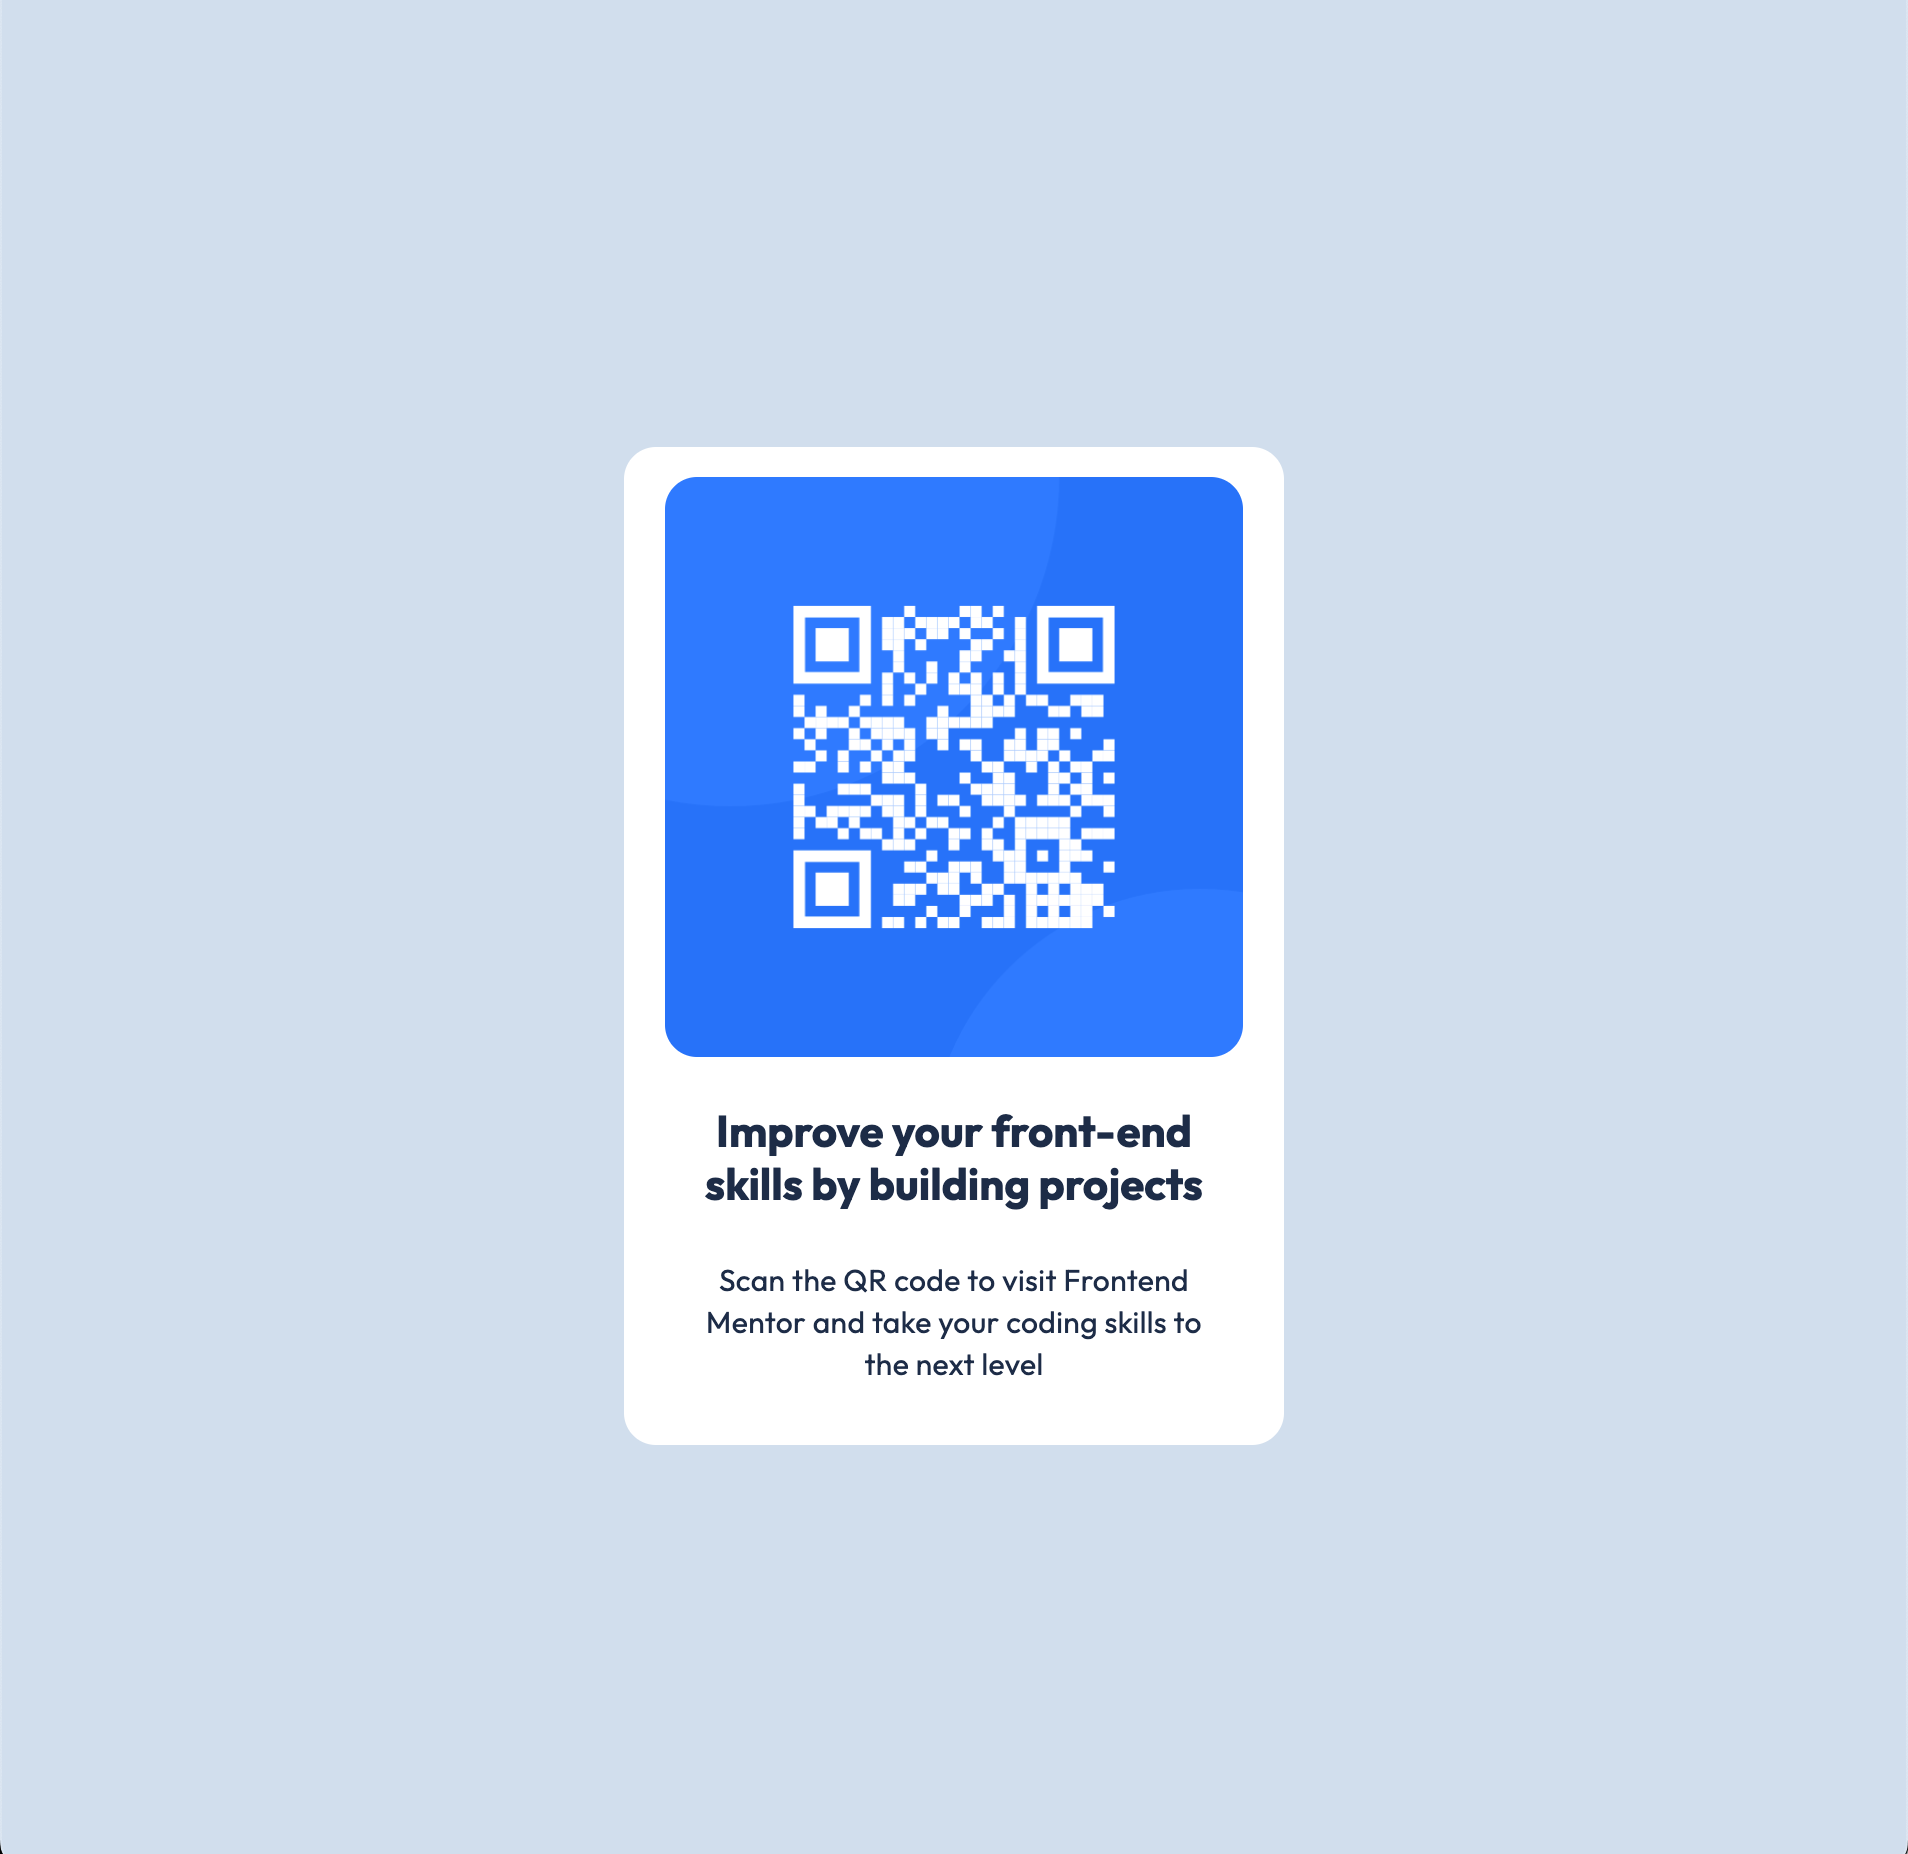 Improve your front-end
skills by building projects
Scan the QR code to visit Frontend
Mentor and take your coding skills to
the next level